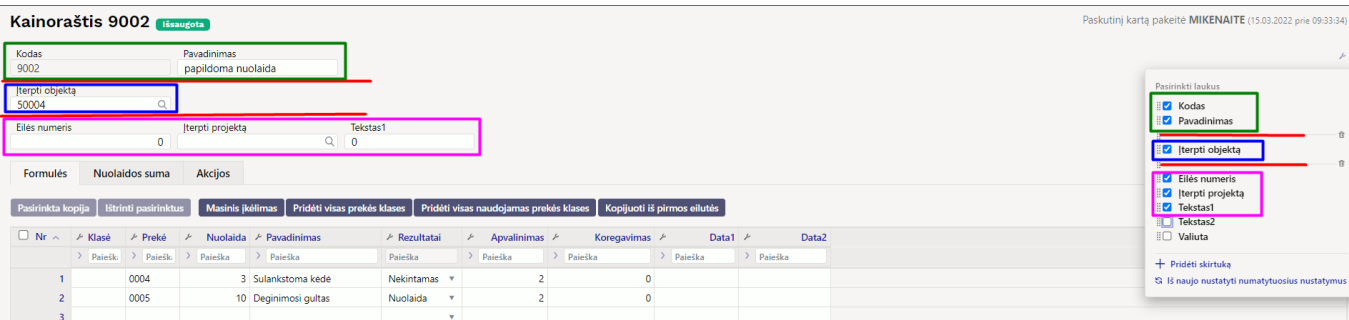 Kainoraštis 9002 Išsaugota Paskutinį kartą pakeitė MIKENAITE (15.03.2022 prie 09:33:34)
Kodas Pavadinimas
9002 papildoma nuolaida
Įterpti objektą
50004
Eilės numeris Įterpti projektą Tekstas1
0 0
Formulės Nuolaidos suma Akcijos
Pasirinkta kopija Ištrinti pasirinktus Masinis įkėlimas Pridėti visas prekės klases Pridėti visas naudojamas prekės klases Kopijuoti iš pirmos eilutės
Nr Klasė Prekė Nuolaida Pavadinimas Rezultatai Apvalinimas Koregavimas Data1 Data2
Paiešk. Paiešk. Paieška Paieška Paieška Paieška Paieška Paieška Paieška
1 0004 3 Sulankstoma kėdė Nekintamas 2 0
2 0005 10 Deginimosi gultas Nuolaida 2 0
3
Pasirinkti laukus
Kodas
Pavadinimas
Įterpti objektą
Eilės numeris
Įterpti projektą
Tekstas1
Tekstas2
Valiuta
+ Pridėti skirtuką
Iš naujo nustatyti numatytuosius nustatymus